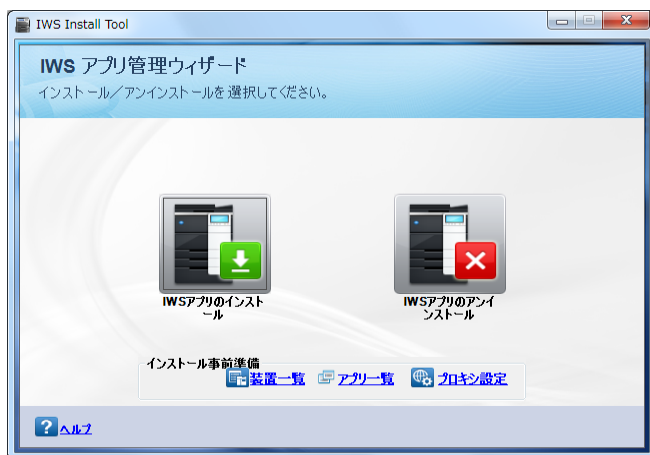 IWS Install Tool
IWS アプリ管理ウィザード
インストール／アンインストールを選択してください。
IWSアプリのインスト
ール
IWSアプリのアンイ
ンストール
インストール事前準備
装置一覧 アプリ一覧 プロキシ設定
ヘルプ